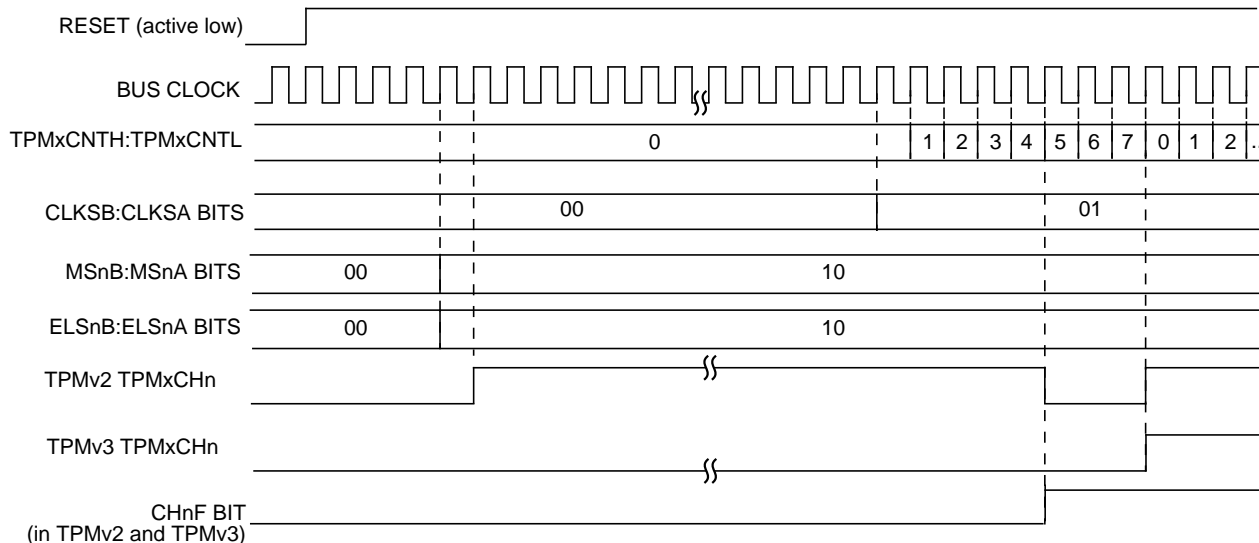 RESET (active low)
BUS CLOCK
TPMxCNTH:TPMxCNTL 0 1 2 3 4 5 6 7 0 1 2 ..
CLKSB:CLKSA BITS 00 01
MSnB:MSnA BITS 00 10
ELSnB:ELSnA BITS 00 10
TPMv2 TPMxCHn
TPMv3 TPMxCHn
CHnF BIT
(in TPMv2 and TPMv3)